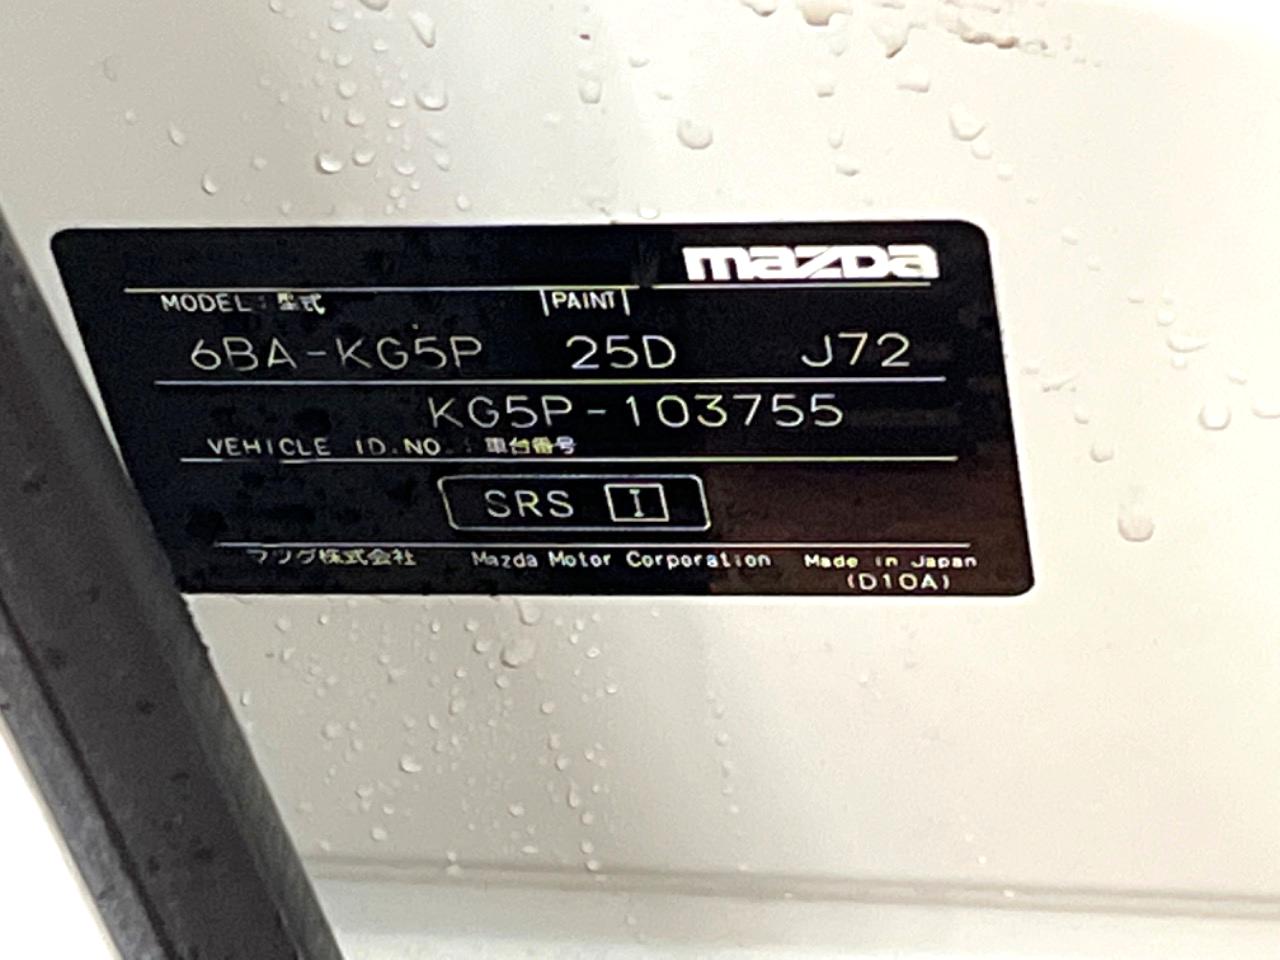 mazda
MODEL : 型式 PAINT
6BA-KG5P 25D J72
KG5P-103755
VEHICLE ID.NO. : 車台番号
SRS I
マツダ株式会社 Mazda Motor Corporation Made in Japan
(D10A)